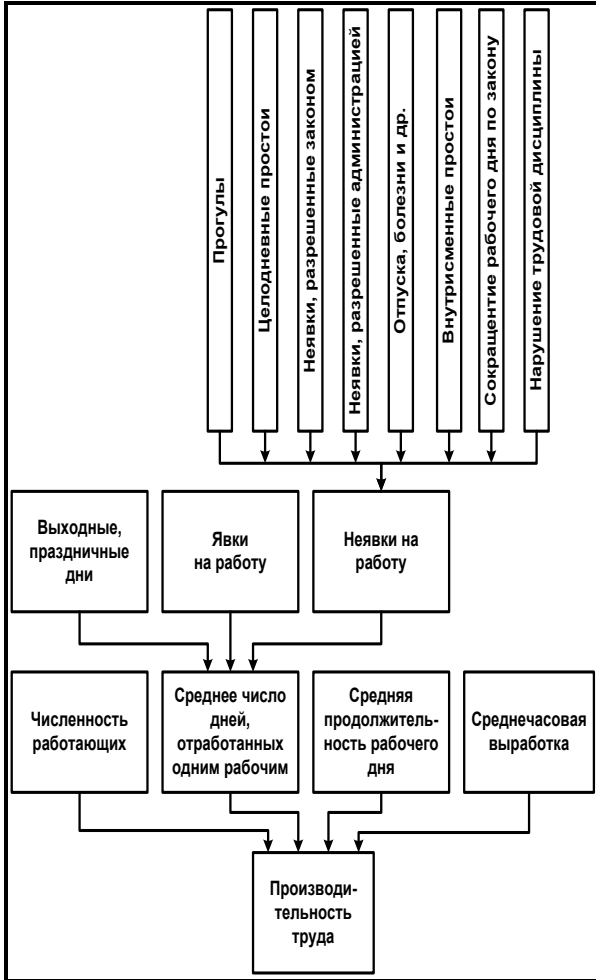 Прогулы
Целодневные простои
Неявки, разрешенные законом
Неявки, разрешенные администрацией
Отпуска, болезни и др.
Внутрисменные простои
Сокращентие рабочего дня по закону
Нарушение трудовой дисциплины
Выходные,
праздничные
дни
Явки
на работу
Неявки на
работу
Численность
работающих
Среднее число
дней,
отработанных
одним рабочим
Средняя
продолжитель-
ность рабочего
дня
Среднечасовая
выработка
Производи-
тельность
труда